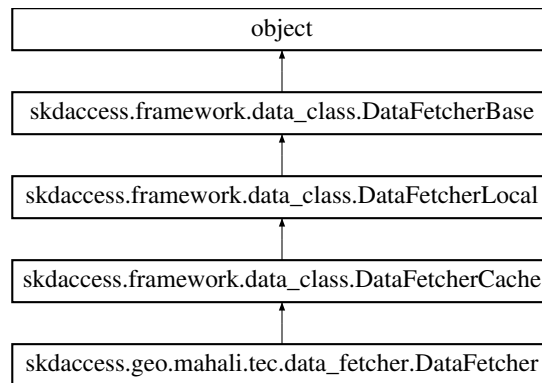 object
skdaccess.framework.data_class.DataFetcherBase
skdaccess.framework.data_class.DataFetcherLocal
skdaccess.framework.data_class.DataFetcherCache
skdaccess.geo.mahali.tec.data_fetcher.DataFetcher